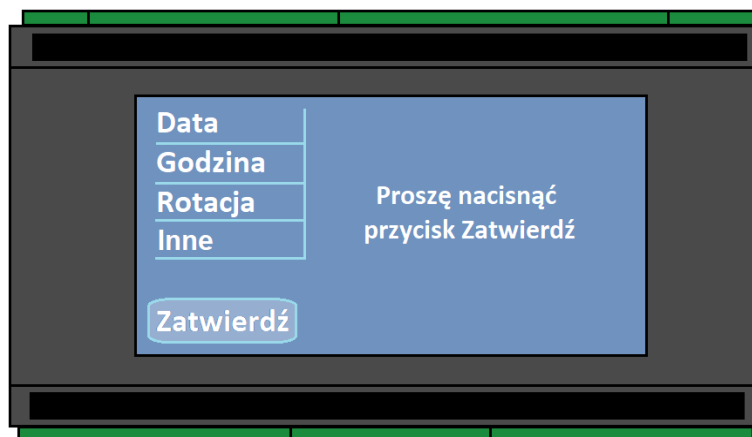 Data
Godzina
Rotacja
Inne
Zatwierdź
Proszę nacisnąć
przycisk Zatwierdź